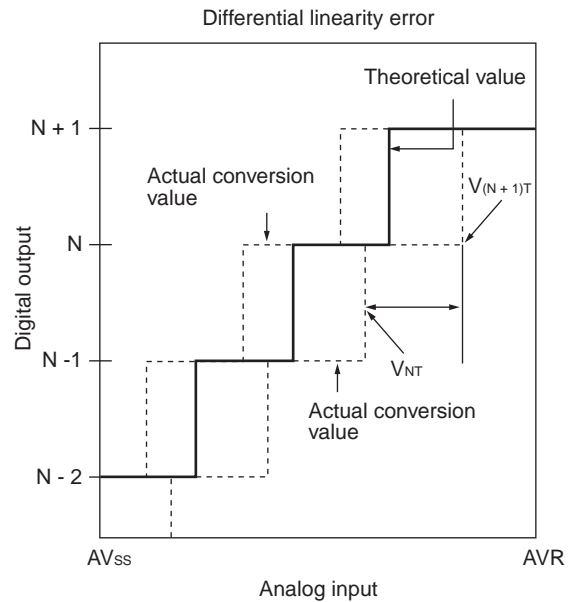 Differential linearity error
Theoretical value
N + 1
Actual conversion
value
V(N + 1)T
N
Digital output
N -1
VNT
Actual conversion
value
N - 2
AVSS
AVR
Analog input